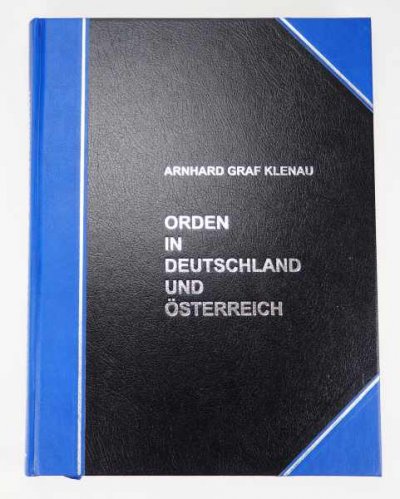 ARNHARD GRAF KLENAU
ORDEN
IN
DEUTSCHLAND
UND
ÖSTERREICH